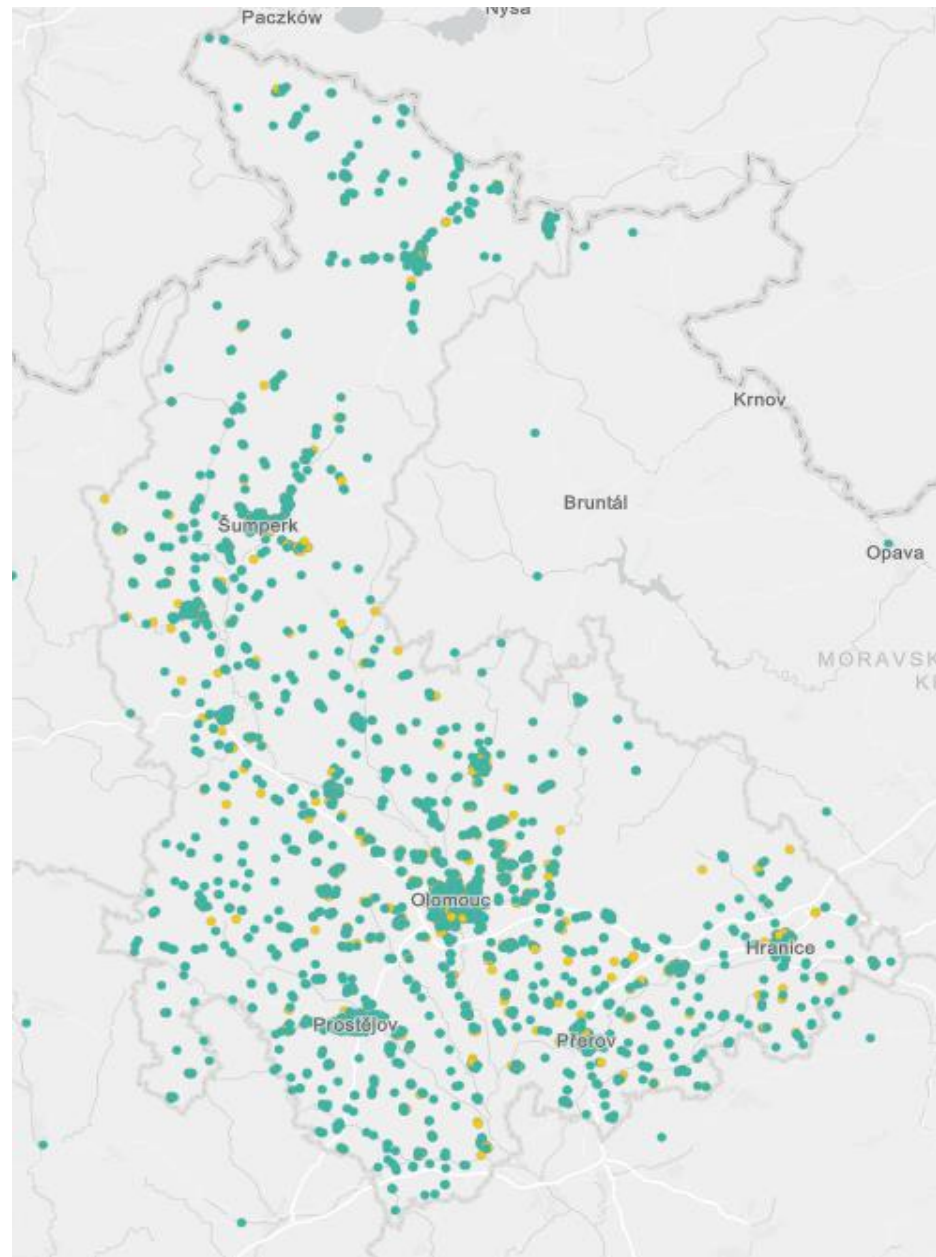 Paczków
Nysa
Krnov
Bruntál
Šumperk
Opava
MORAVSK
Olomouc
Hranice
Prostějov
Přerov